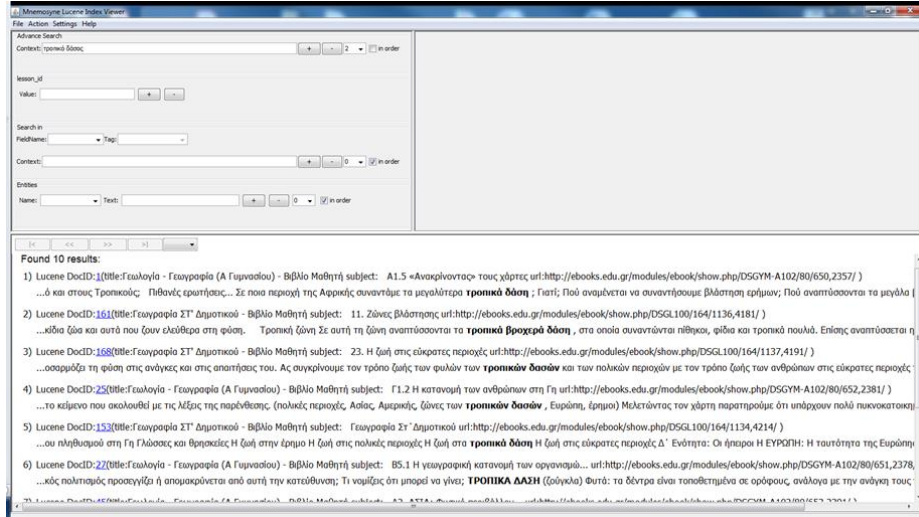 Mnemosyne Lucene Index Viewer
File Action Settings Help
Advance Search
Context: τροπικό δάσος + - 2 in order
lesson_id
Value: + -
Search in
FieldName: Tag:
Context: + - 0 in order
Entities
Name: Text: + - 0 in order
|< << >> >|
Found 10 results:
1) Lucene DocID:1(title:Γεωλογία - Γεωγραφία (Α Γυμνασίου) - Βιβλίο Μαθητή subject: A1.5 «Ανακρίνοντας» τους χάρτες url:http://ebooks.edu.gr/modules/ebook/show.php/DSGYM-A102/80/650,2357/ )
...ό και στους Τροπικούς; Πιθανές ερωτήσεις... Σε ποια περιοχή της Αφρικής συναντάμε τα μεγαλύτερα τροπικά δάση ; Γιατί; Πού αναμένεται να συναντήσουμε βλάστηση ερήμων; Πού αναπτύσσονται τα μεγάλα
2) Lucene DocID:161(title:Γεωγραφία ΣΤ' Δημοτικού - Βιβλίο Μαθητή subject: 11. Ζώνες βλάστησης url:http://ebooks.edu.gr/modules/ebook/show.php/DSGL100/164/1136,4181/ )
...κίδια ζώα και αυτά που ζουν ελεύθερα στη φύση. Τροπική ζώνη Σε αυτή τη ζώνη αναπτύσσονται τα τροπικά βροχερά δάση , στα οποία συναντώνται πίθηκοι, φίδια και τροπικά πουλιά. Επίσης αναπτύσσεται η
3) Lucene DocID:168(title:Γεωγραφία ΣΤ' Δημοτικού - Βιβλίο Μαθητή subject: 23. Η ζωή στις εύκρατες περιοχές url:http://ebooks.edu.gr/modules/ebook/show.php/DSGL100/164/1137,4191/ )
...οσαρμόζει τη φύση στις ανάγκες και στις απαιτήσεις του. Ας συγκρίνουμε τον τρόπο ζωής των φυλών των τροπικών δασών και των πολικών περιοχών με τον τρόπο ζωής των ανθρώπων στις εύκρατες περιοχές
4) Lucene DocID:25(title:Γεωλογία - Γεωγραφία (Α Γυμνασίου) - Βιβλίο Μαθητή subject: Γ1.2 Η κατανομή των ανθρώπων στη Γη url:http://ebooks.edu.gr/modules/ebook/show.php/DSGYM-A102/80/652,2381/ )
...το κείμενο που ακολουθεί με τις λέξεις της παρένθεσης. (πολικές περιοχές, Ασίας, Αμερικής, ζώνες των τροπικών δασών , Ευρώπη, έρημοι) Μελετώντας τον χάρτη παρατηρούμε ότι υπάρχουν πολύ πυκνοκατοικη
5) Lucene DocID:153(title:Γεωγραφία ΣΤ' Δημοτικού - Βιβλίο Μαθητή subject: Γεωγραφία Στ΄Δημοτικού url:http://ebooks.edu.gr/modules/ebook/show.php/DSGL100/164/1134,4214/ )
...ου πληθυσμού στη Γη Γλώσσες και θρησκείες Η ζωή στην έρημο Η ζωή στις πολικές περιοχές Η ζωή στα τροπικά δάση Η ζωή στις εύκρατες περιοχές Δ΄ Ενότητα: Οι ήπειροι Η ΕΥΡΩΠΗ: Η ταυτότητα της Ευρώπη
6) Lucene DocID:27(title:Γεωλογία - Γεωγραφία (Α Γυμνασίου) - Βιβλίο Μαθητή subject: B5.1 Η γεωγραφική κατανομή των οργανισμώ... url:http://ebooks.edu.gr/modules/ebook/show.php/DSGYM-A102/80/651,2378,
...κός πολιτισμός προσεγγίζει ή απομακρύνεται από αυτή την κατεύθυνση; Τι νομίζεις ότι μπορεί να γίνει; ΤΡΟΠΙΚΑ ΔΑΣΗ (ζούγκλα) Φυτά: τα δέντρα είναι τοποθετημένα σε ορόφους, ανάλογα με την ανάγκη τους